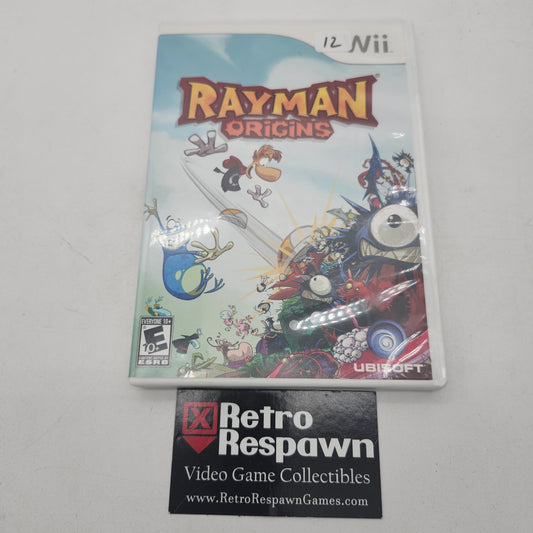 12 Wii
RAYMAN
ORIGINS
EVERYONE 10+
E
10+
ESRB
UBISOFT
Retro
Respawn
Video Game Collectibles
www.RetroRespawnGames.com